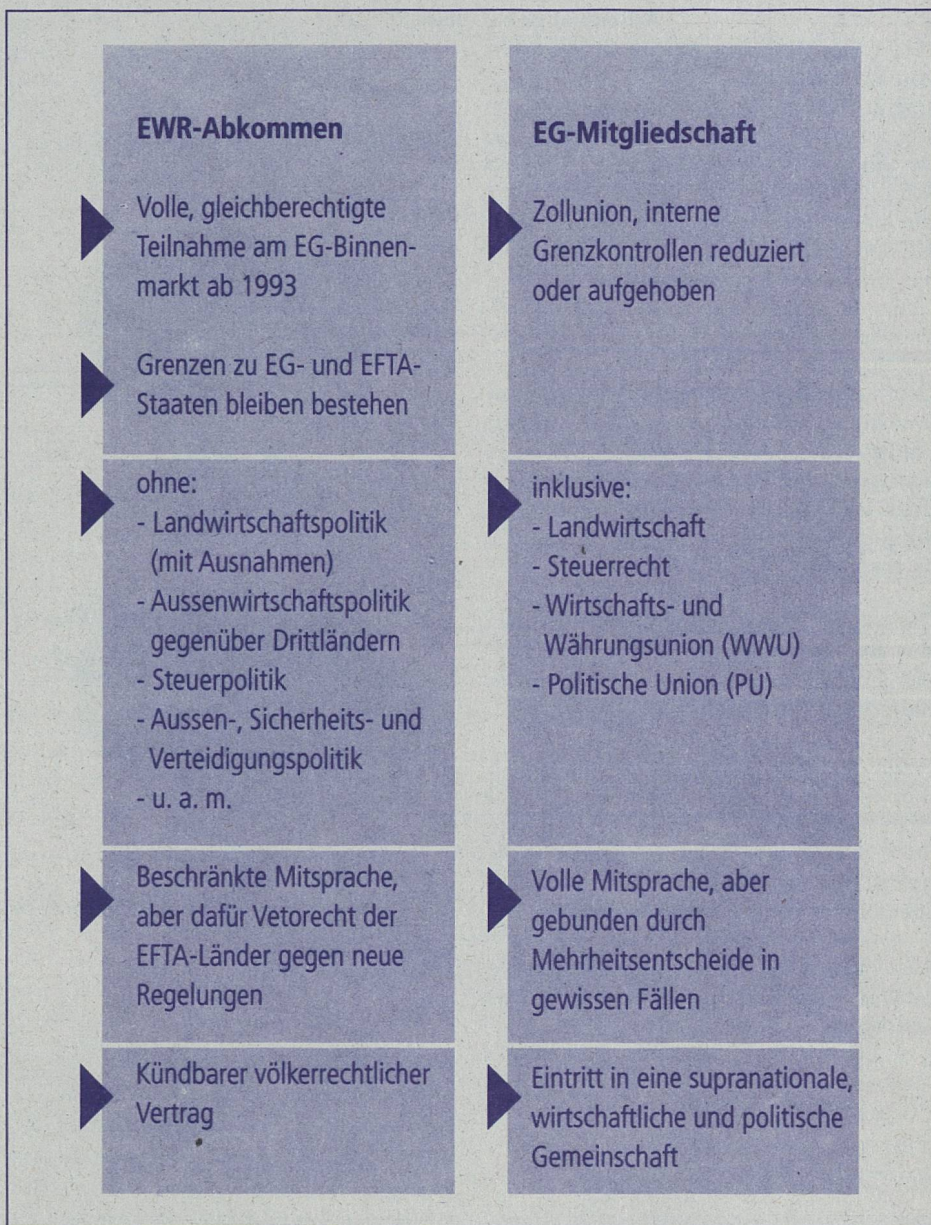 EWR-Abkommen
Volle, gleichberechtigte
Teilnahme am EG-Binnen-
markt ab 1993
Grenzen zu EG- und EFTA-
Staaten bleiben bestehen
ohne:
- Landwirtschaftspolitik
(mit Ausnahmen)
- Aussenwirtschaftspolitik
gegenüber Drittländern
- Steuerpolitik
- Aussen-, Sicherheits- und
Verteidigungspolitik
- u. a. m.
Beschränkte Mitsprache,
aber dafür Vetorecht der
EFTA-Länder gegen neue
Regelungen
Kündbarer völkerrechtlicher
Vertrag
EG-Mitgliedschaft
Zollunion, interne
Grenzkontrollen reduziert
oder aufgehoben
inklusive:
- Landwirtschaft
- Steuerrecht
- Wirtschafts- und
Währungsunion (WWU)
- Politische Union (PU)
Volle Mitsprache, aber
gebunden durch
Mehrheitsentscheide in
gewissen Fällen
Eintritt in eine supranationale,
wirtschaftliche und politische
Gemeinschaft